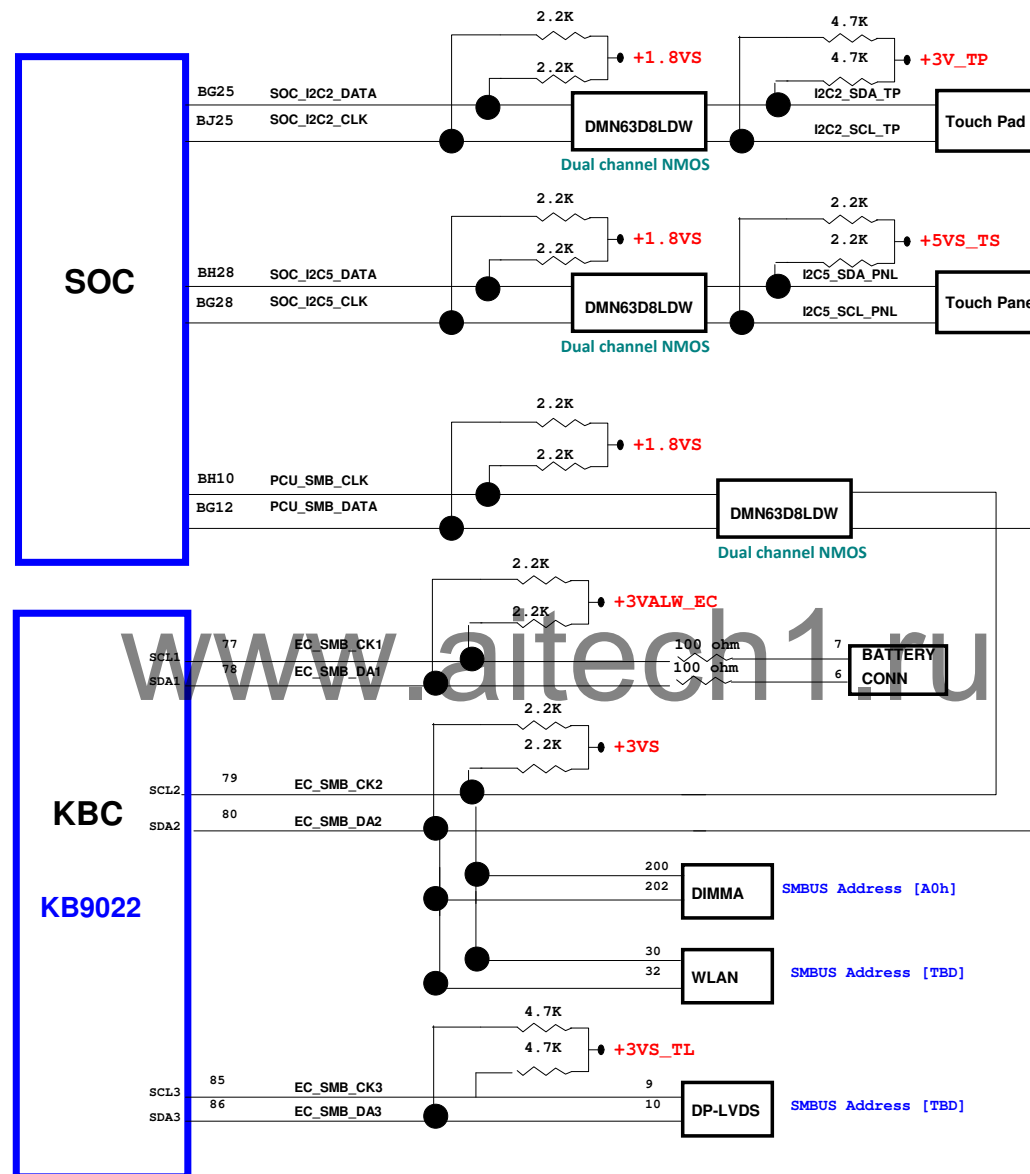 2.2K
2.2K
+1.8VS
4.7K
4.7K
+3V_TP
BG25 SOC_I2C2_DATA
BJ25 SOC_I2C2_CLK
DMN63D8LDW
Dual channel NMOS
I2C2_SDA_TP
I2C2_SCL_TP
Touch Pad
2.2K
2.2K
+1.8VS
2.2K
2.2K
+5VS_TS
SOC
BH28 SOC_I2C5_DATA
BG28 SOC_I2C5_CLK
DMN63D8LDW
Dual channel NMOS
I2C5_SDA_PNL
I2C5_SCL_PNL
Touch Pane
2.2K
2.2K
+1.8VS
BH10 PCU_SMB_CLK
BG12 PCU_SMB_DATA
DMN63D8LDW
Dual channel NMOS
2.2K
2.2K
+3VALW_EC
www.aitech1.ru
SCL1 77 EC_SMB_CK1
SDA1 78 EC_SMB_DA1
100 ohm
100 ohm
7
6
BATTERY
CONN
2.2K
2.2K
+3VS
SCL2 79 EC_SMB_CK2
SDA2 80 EC_SMB_DA2
KBC
KB9022
200
202
DIMMA
SMBUS Address [A0h]
30
32
WLAN
SMBUS Address [TBD]
4.7K
4.7K
+3VS_TL
SCL3 85 EC_SMB_CK3
SDA3 86 EC_SMB_DA3
9
10
DP-LVDS
SMBUS Address [TBD]